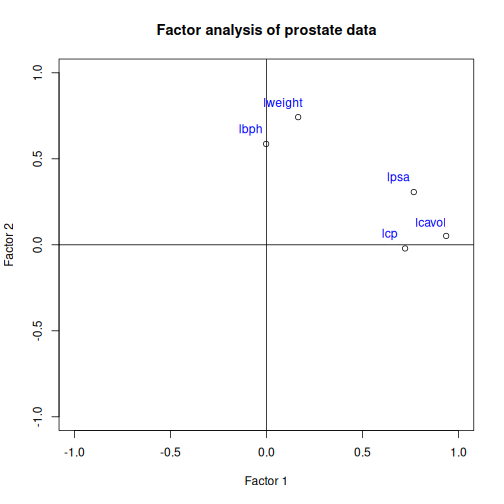 Factor analysis of prostate data
1.0
0.5
0.0
-0.5
-1.0
Factor 2
lweight
lbph
lpsa
lcavol
lcp
-1.0 -0.5 0.0 0.5 1.0
Factor 1